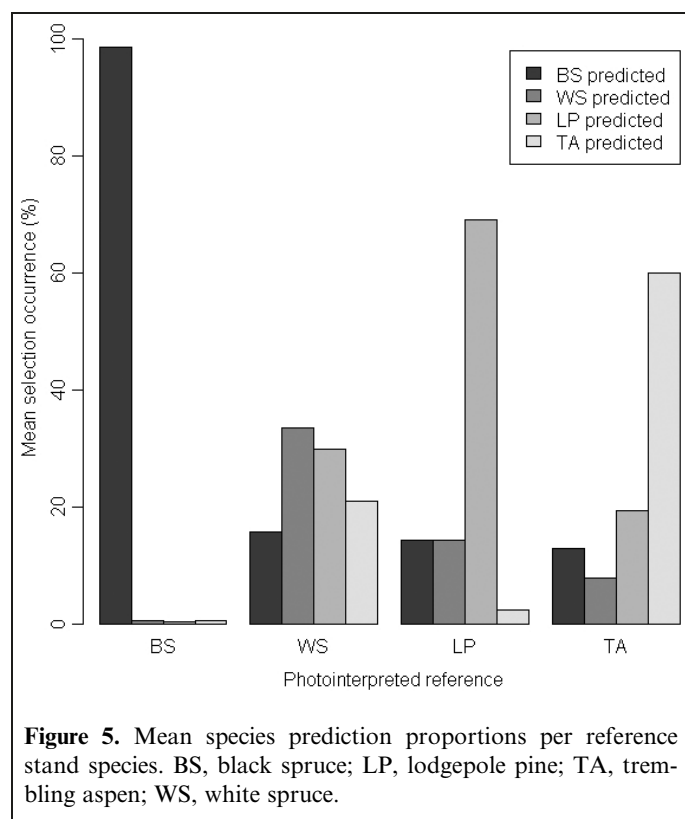 100
80
60
40
20
0
Mean selection occurrence (%)
BS predicted
WS predicted
LP predicted
TA predicted
BS WS LP TA
Photointerpreted reference
Figure 5. Mean species prediction proportions per reference
stand species. BS, black spruce; LP, lodgepole pine; TA, trem-
bling aspen; WS, white spruce.